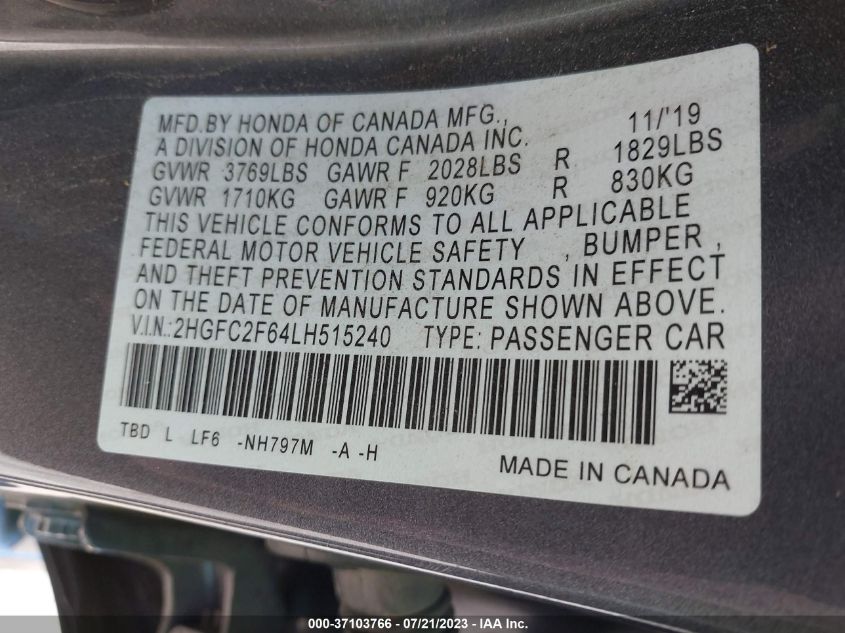 MFD.BY HONDA OF CANADA MFG., 11/'19
A DIVISION OF HONDA CANADA INC.
GVWR 3769LBS GAWR F 2028LBS R 1829LBS
GVWR 1710KG GAWR F 920KG R 830KG
THIS VEHICLE CONFORMS TO ALL APPLICABLE
FEDERAL MOTOR VEHICLE SAFETY , BUMPER ,
AND THEFT PREVENTION STANDARDS IN EFFECT
ON THE DATE OF MANUFACTURE SHOWN ABOVE.
V.I.N.:2HGFC2F64LH515240 TYPE: PASSENGER CAR
TBD L LF6 -NH797M -A -H
MADE IN CANADA
000-37103766 - 07/21/2023 - IAA Inc.